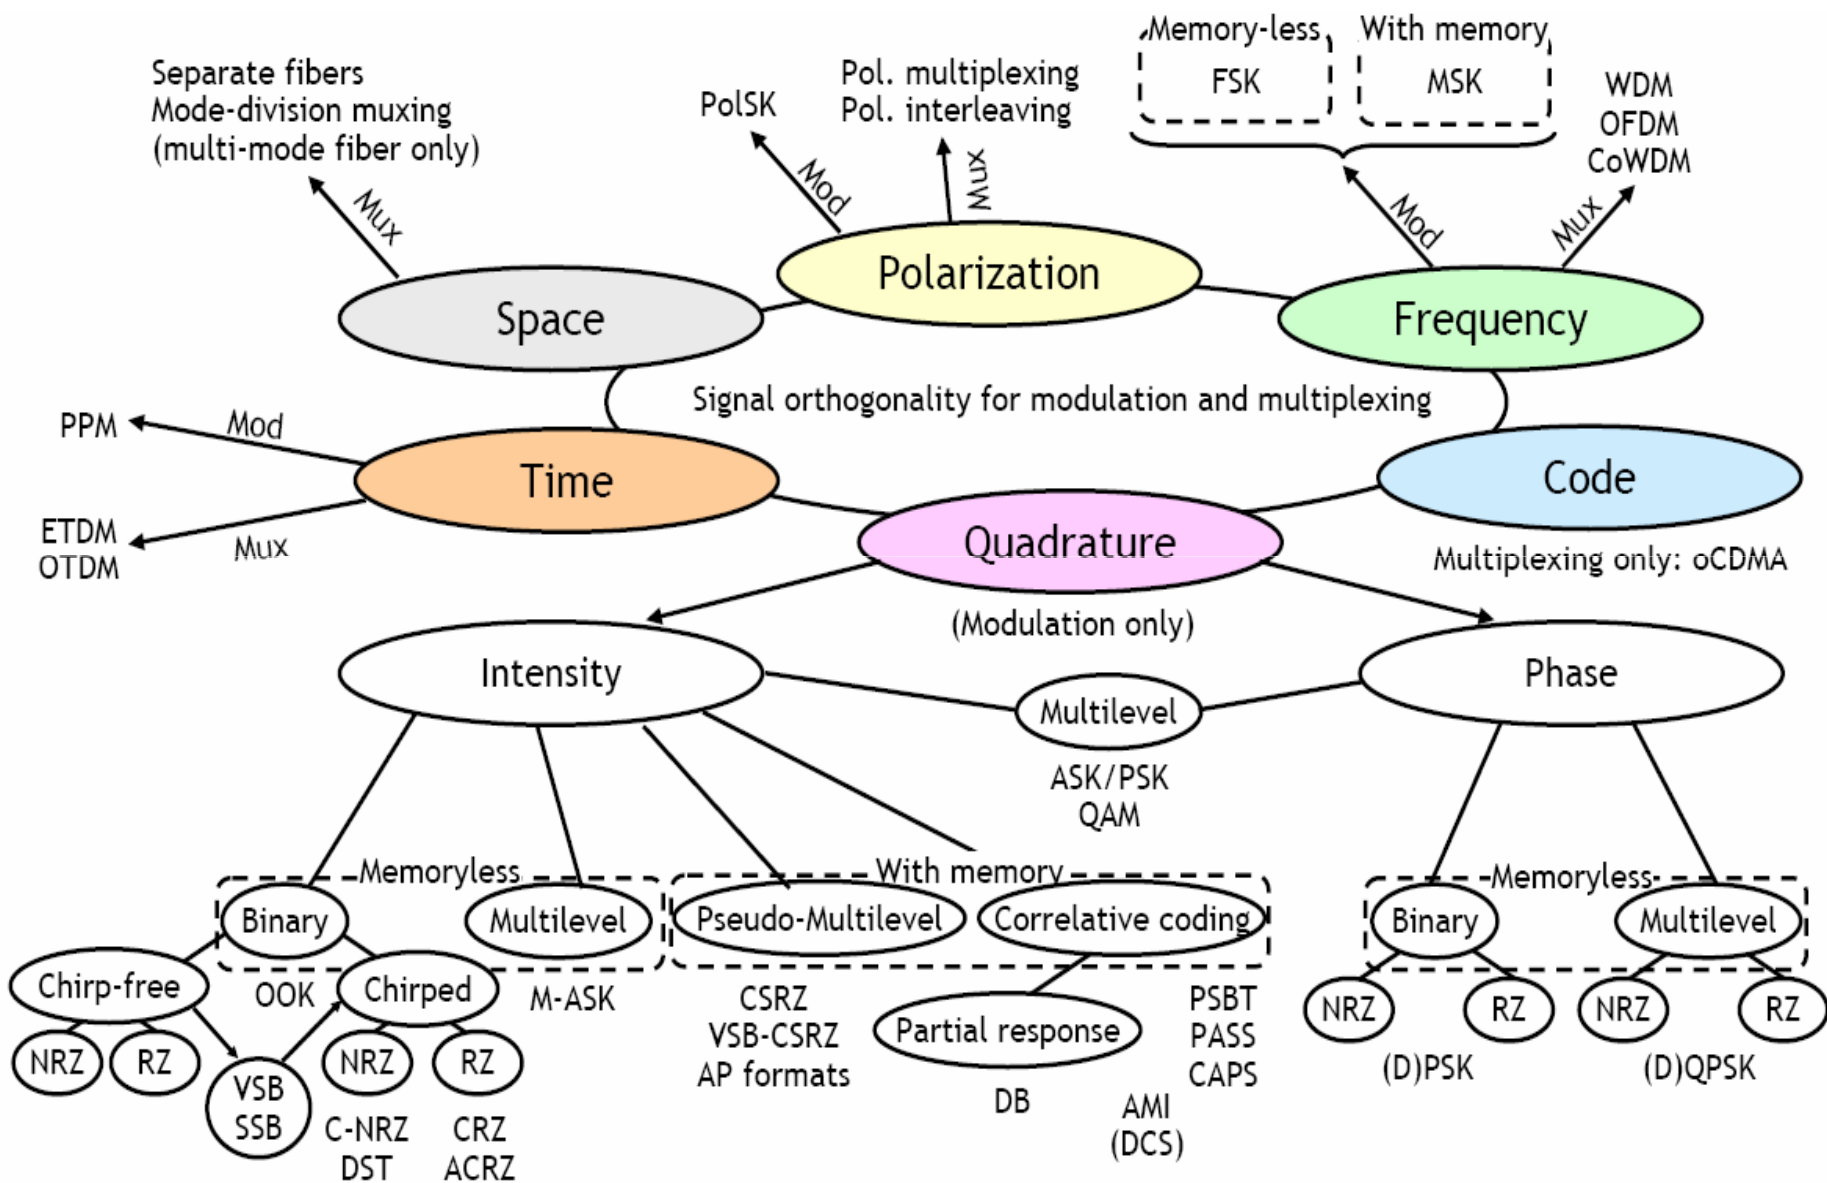 Memory-less
With memory
Separate fibers
Mode-division muxing
(multi-mode fiber only)
PolSK
Pol. multiplexing
Pol. interleaving
FSK
MSK
WDM
OFDM
CoWDM
Mux
Mod
Mux
Mod
Mux
Space
Polarization
Frequency
Signal orthogonality for modulation and multiplexing
PPM
Mod
Time
Code
ETDM
OTDM
Mux
Quadrature
Multiplexing only: oCDMA
(Modulation only)
Intensity
Phase
Multilevel
ASK/PSK
QAM
Memoryless
With memory
Memoryless
Binary
Multilevel
Pseudo-Multilevel
Correlative coding
Binary
Multilevel
Chirp-free
OOK
Chirped
M-ASK
CSRZ
VSB-CSRZ
AP formats
Partial response
PSBT
PASS
CAPS
NRZ
RZ
NRZ
RZ
NRZ
RZ
VSB
SSB
NRZ
RZ
(D)PSK
(D)QPSK
C-NRZ
DST
CRZ
ACRZ
DB
AMI
(DCS)